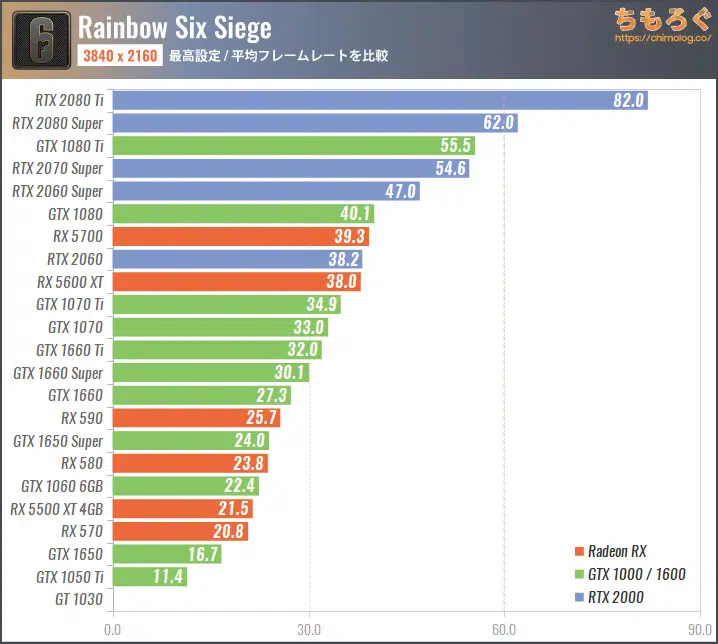 6
Rainbow Six Siege
ちもろぐ
https://chimolog.co/
3840 x 2160 最高設定 / 平均フレームレートを比較
RTX 2080 Ti 82.0
RTX 2080 Super 62.0
GTX 1080 Ti 55.5
RTX 2070 Super 54.6
RTX 2060 Super 47.0
GTX 1080 40.1
RX 5700 39.3
RTX 2060 38.2
RX 5600 XT 38.0
GTX 1070 Ti 34.9
GTX 1070 33.0
GTX 1660 Ti 32.0
GTX 1660 Super 30.1
GTX 1660 27.3
RX 590 25.7
GTX 1650 Super 24.0
RX 580 23.8
GTX 1060 6GB 22.4
RX 5500 XT 4GB 21.5
RX 570 20.8
GTX 1650 16.7
GTX 1050 Ti 11.4
GT 1030
Radeon RX
GTX 1000 / 1600
RTX 2000
0.0 30.0 60.0 90.0